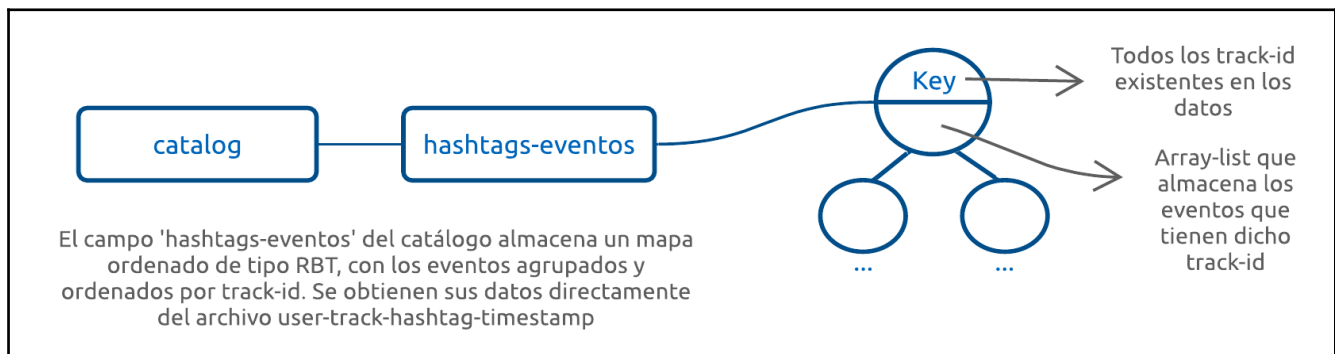 catalog
hashtags-eventos
Key
Todos los track-id
existentes en los
datos
Array-list que
almacena los
eventos que
tienen dicho
track-id
El campo 'hashtags-eventos' del catálogo almacena un mapa
ordenado de tipo RBT, con los eventos agrupados y
ordenados por track-id. Se obtienen sus datos directamente
del archivo user-track-hashtag-timestamp
...
...